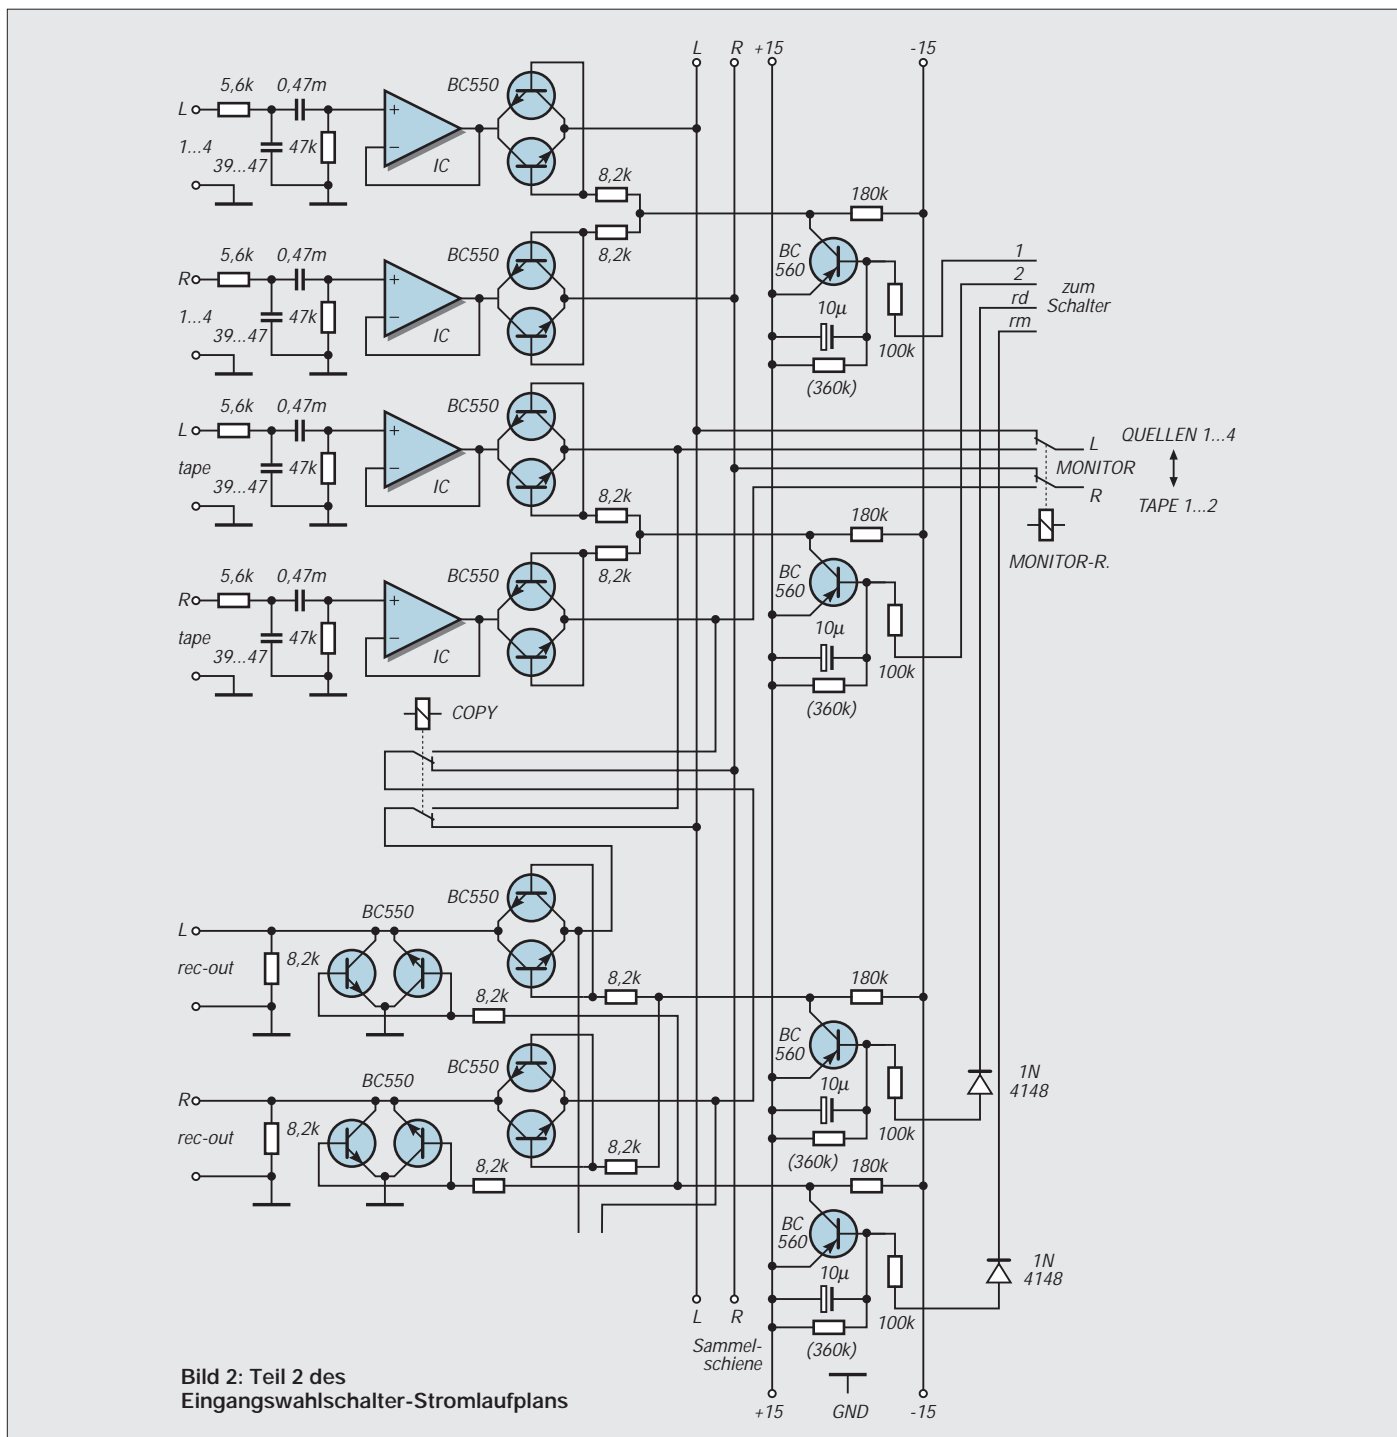 L
R
+15
-15
5,6k
0,47m
BC550
L
1...4
39...47
47k
+
−
IC
8,2k
180k
5,6k
0,47m
BC550
8,2k
R
1...4
39...47
47k
+
−
IC
BC
560
10µ
100k
(360k)
1
2
rd
rm
zum
Schalter
5,6k
0,47m
BC550
L
tape
39...47
47k
+
−
IC
8,2k
180k
L
MONITOR
R
QUELLEN 1...4
TAPE 1...2
MONITOR-R.
5,6k
0,47m
BC550
8,2k
R
tape
39...47
47k
+
−
IC
BC
560
10µ
100k
(360k)
COPY
BC550
BC550
L
rec-out
8,2k
8,2k
8,2k
180k
BC
560
10µ
100k
(360k)
1N
4148
BC550
BC550
R
rec-out
8,2k
8,2k
8,2k
180k
BC
560
10µ
100k
(360k)
1N
4148
L
R
Sammel-
schiene
+15
GND
-15
Bild 2: Teil 2 des
Eingangswahlschalter-Stromlaufplans